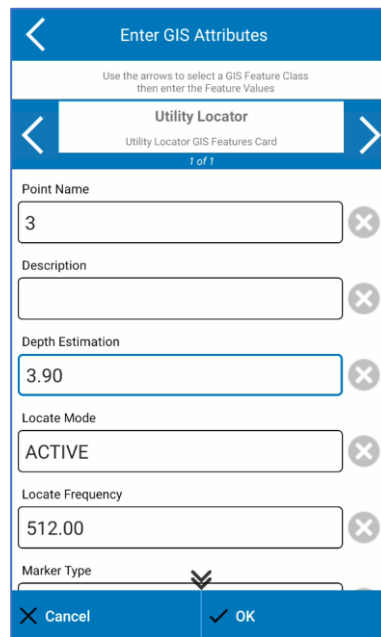 Enter GIS Attributes
Use the arrows to select a GIS Feature Class
then enter the Feature Values
Utility Locator
Utility Locator GIS Features Card
1 of 1
Point Name
3
Description
Depth Estimation
3.90
Locate Mode
ACTIVE
Locate Frequency
512.00
Marker Type
Cancel
OK